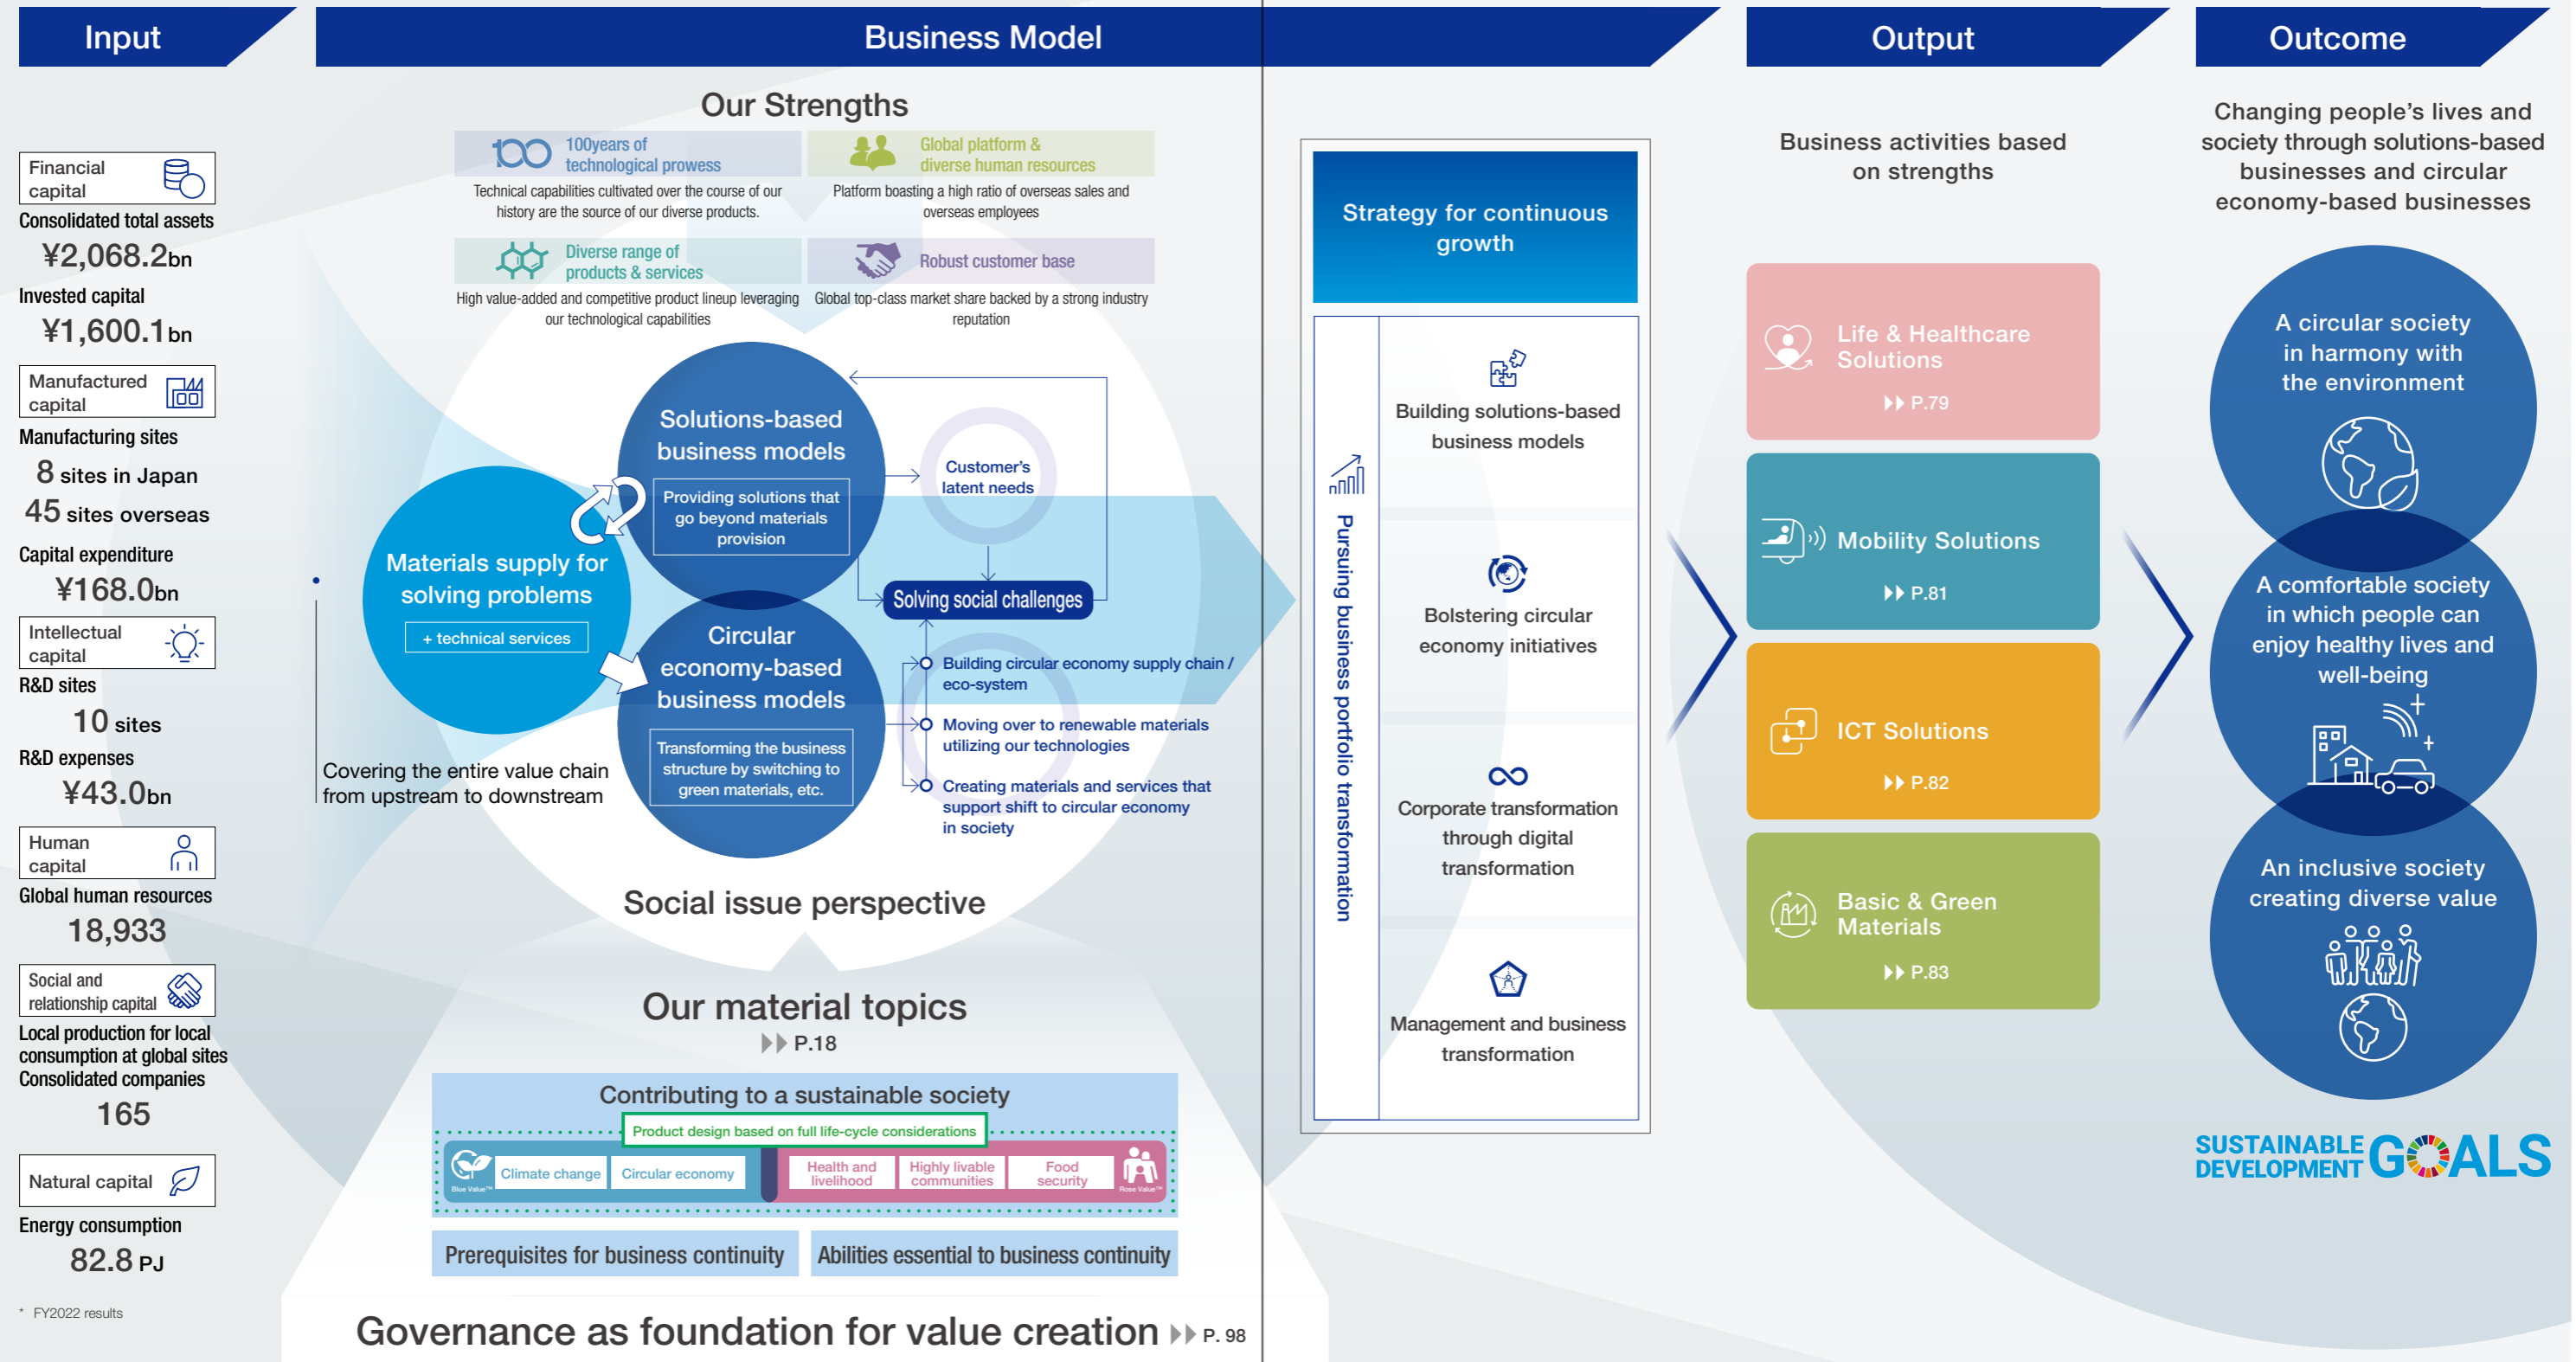 Input
Business Model
Output
Outcome
Financial
capital
Consolidated total assets
¥2,068.2bn
Invested capital
¥1,600.1bn
Manufactured
capital
Manufacturing sites
8 sites in Japan
45 sites overseas
Capital expenditure
¥168.0bn
Intellectual
capital
R&D sites
10 sites
R&D expenses
¥43.0bn
Human
capital
Global human resources
18,933
Social and
relationship capital
Local production for local
consumption at global sites
Consolidated companies
165
Natural capital
Energy consumption
82.8 PJ
* FY2022 results
Our Strengths
100
100years of
technological prowess
Technical capabilities cultivated over the course of our
history are the source of our diverse products.
Global platform &
diverse human resources
Platform boasting a high ratio of overseas sales and
overseas employees
Diverse range of
products & services
High value-added and competitive product lineup leveraging
our technological capabilities
Robust customer base
Global top-class market share backed by a strong industry
reputation
Materials supply for
solving problems
+ technical services
Solutions-based
business models
Providing solutions that
go beyond materials
provision
Circular
economy-based
business models
Transforming the business
structure by switching to
green materials, etc.
Customer's
latent needs
Solving social challenges
Building circular economy supply chain /
eco-system
Moving over to renewable materials
utilizing our technologies
Creating materials and services that
support shift to circular economy
in society
Covering the entire value chain
from upstream to downstream
Social issue perspective
Our material topics
P.18
Contributing to a sustainable society
Product design based on full life-cycle considerations
Blue Value™
Climate change
Circular economy
Health and
livelihood
Highly livable
communities
Food
security
Rose Value™
Prerequisites for business continuity
Abilities essential to business continuity
Governance as foundation for value creation P. 98
Strategy for continuous
growth
Pursuing business portfolio transformation
Building solutions-based
business models
Bolstering circular
economy initiatives
Corporate transformation
through digital
transformation
Management and business
transformation
Business activities based
on strengths
Life & Healthcare
Solutions
P.79
Mobility Solutions
P.81
ICT Solutions
P.82
Basic & Green
Materials
P.83
Changing people's lives and
society through solutions-based
businesses and circular
economy-based businesses
A circular society
in harmony with
the environment
A comfortable society
in which people can
enjoy healthy lives and
well-being
An inclusive society
creating diverse value
SUSTAINABLE
DEVELOPMENT
GOALS